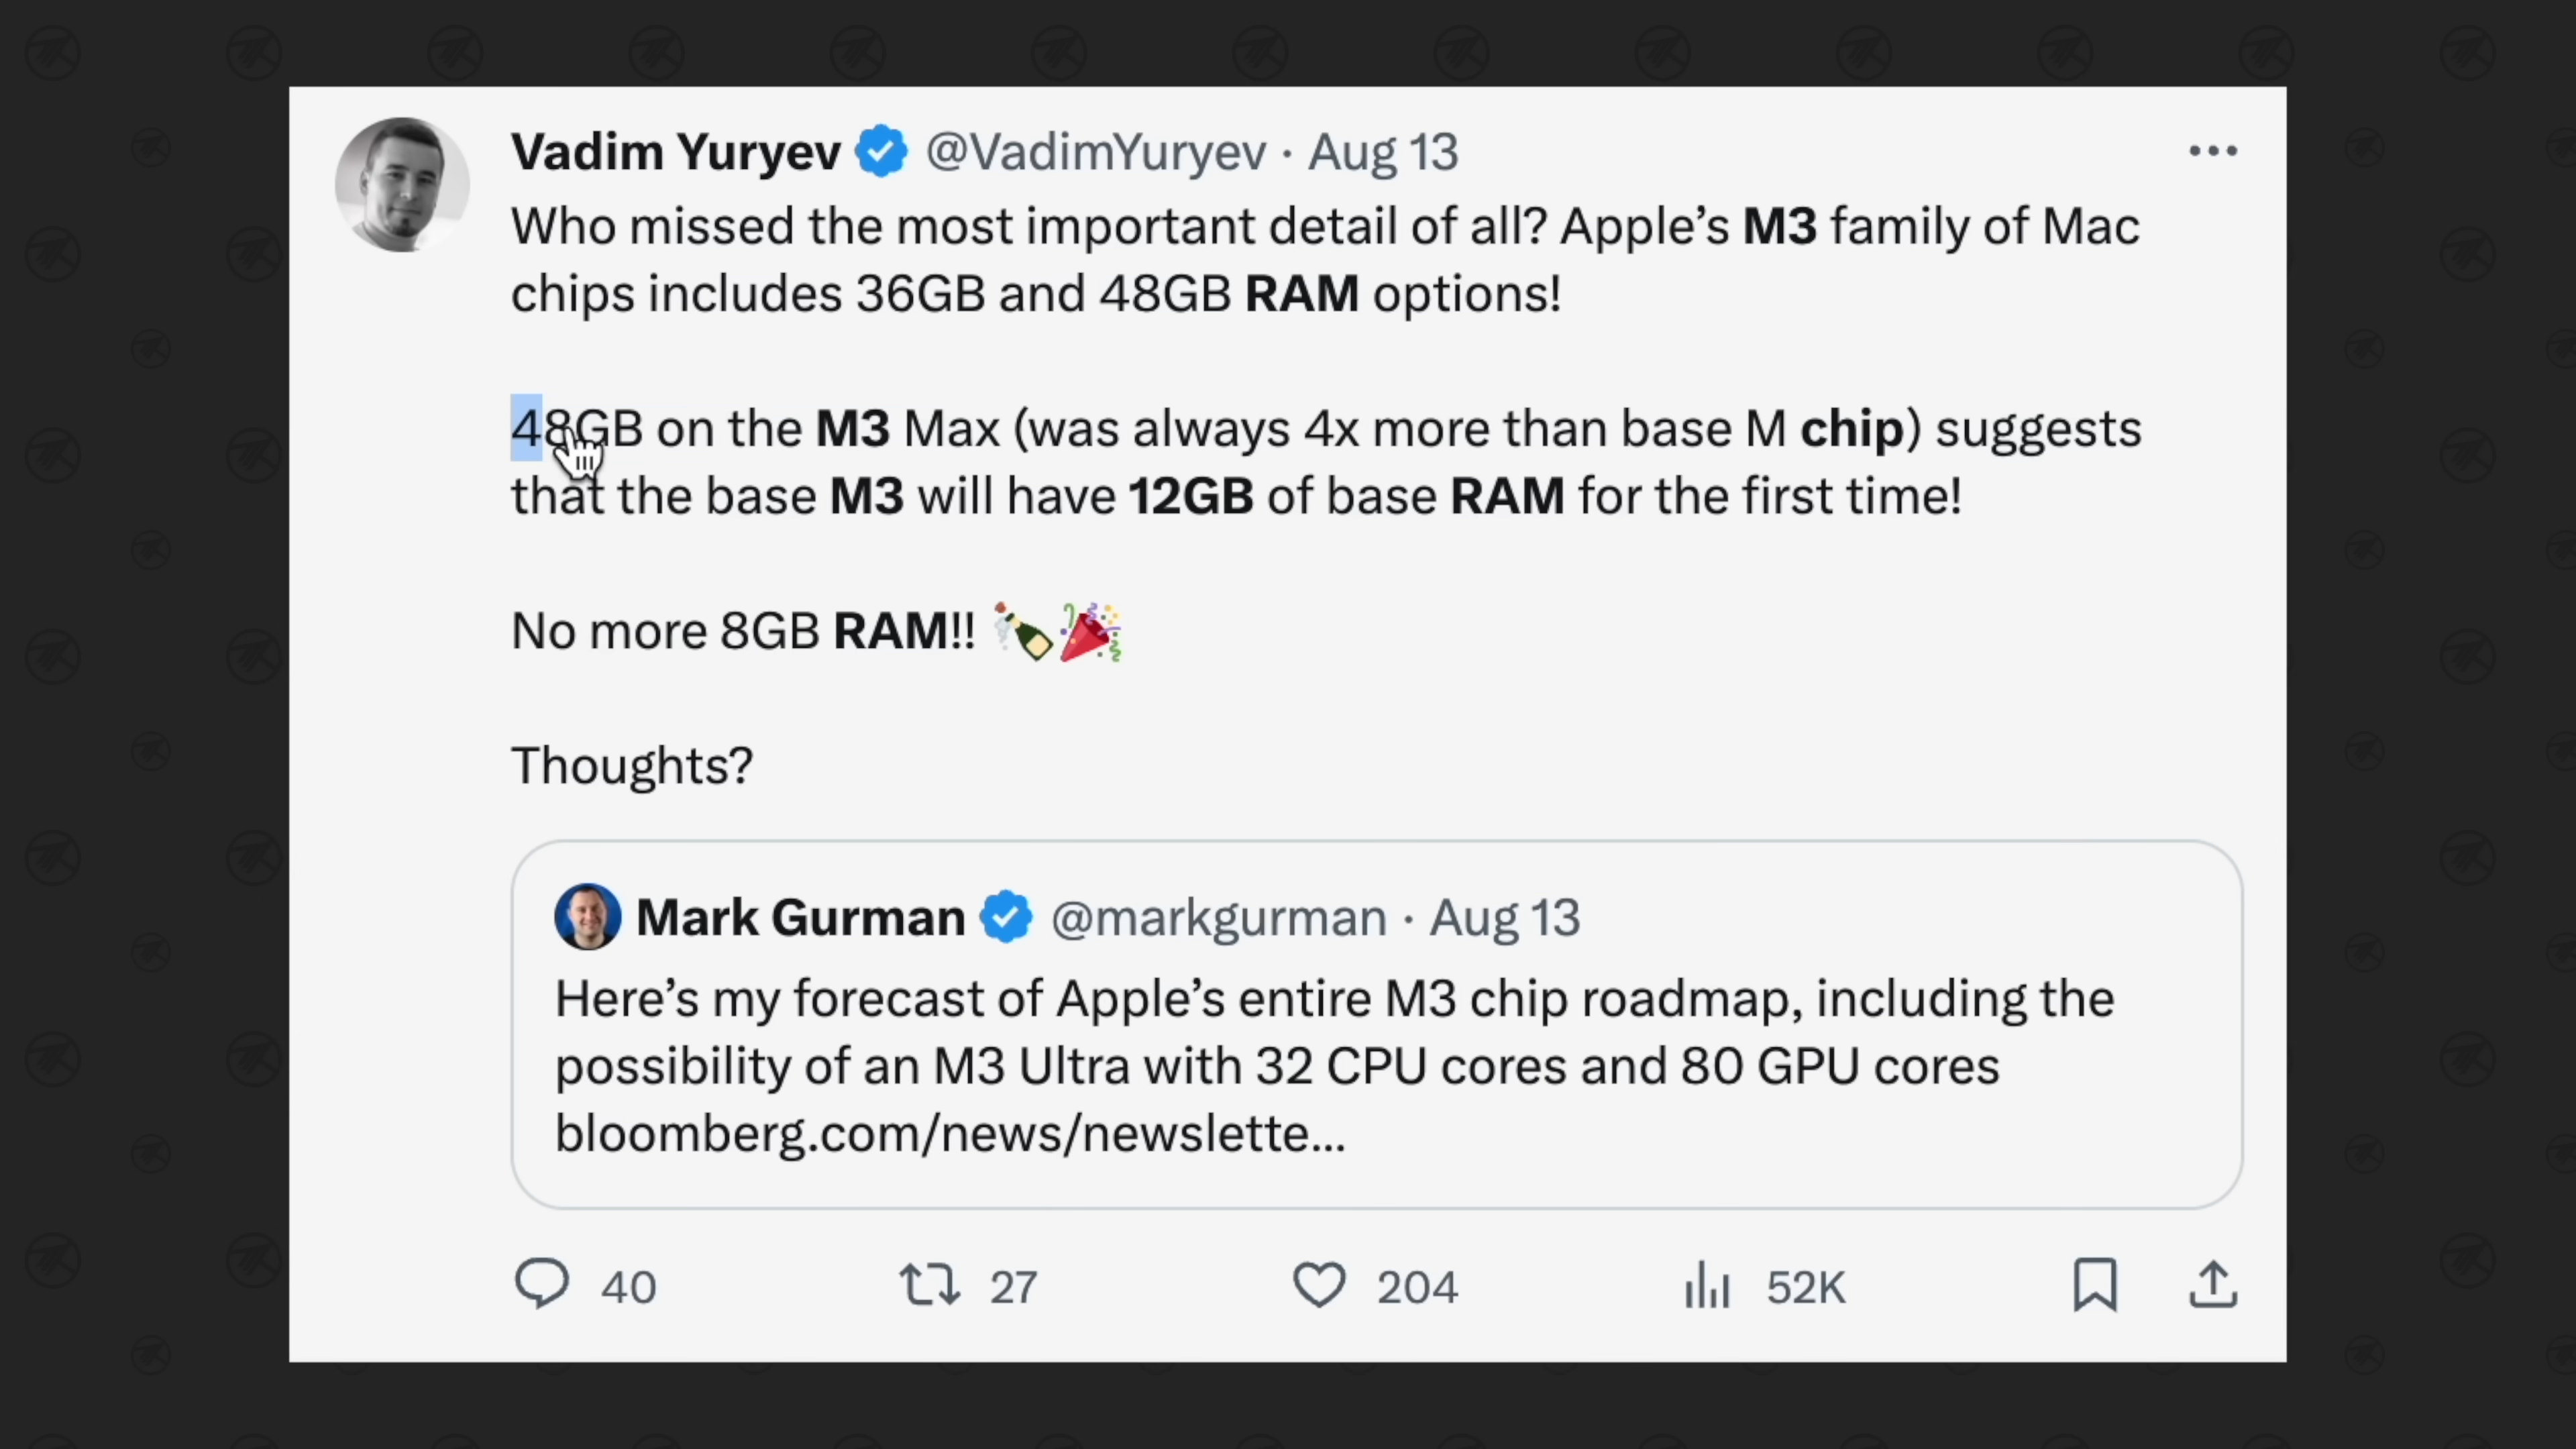 Vadim Yuryev @VadimYuryev · Aug 13
Who missed the most important detail of all? Apple’s M3 family of Mac
chips includes 36GB and 48GB RAM options!
48GB on the M3 Max (was always 4x more than base M chip) suggests
that the base M3 will have 12GB of base RAM for the first time!
No more 8GB RAM!! 🍾🎉
Thoughts?
Mark Gurman @markgurman · Aug 13
Here’s my forecast of Apple’s entire M3 chip roadmap, including the
possibility of an M3 Ultra with 32 CPU cores and 80 GPU cores
bloomberg.com/news/newslette...
40 27 204 52K